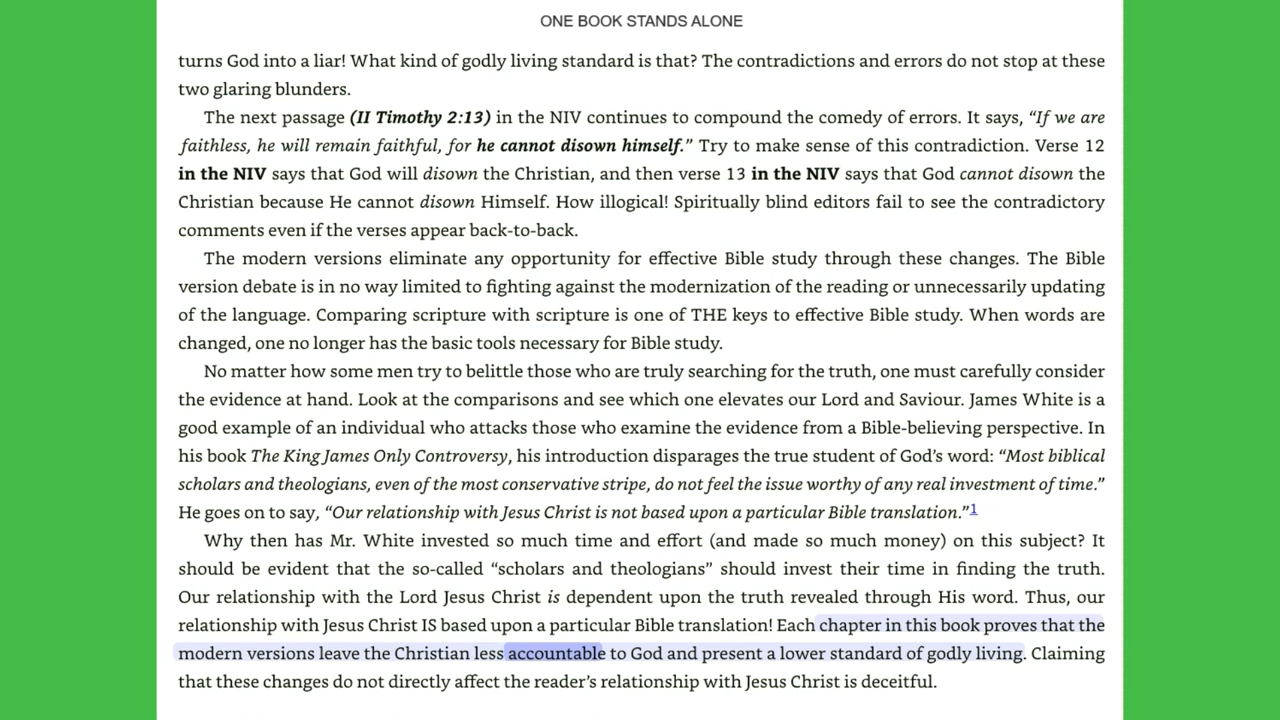 ONE BOOK STANDS ALONE
turns God into a liar! What kind of godly living standard is that? The contradictions and errors do not stop at these
two glaring blunders.
The next passage (II Timothy 2:13) in the NIV continues to compound the comedy of errors. It says, “If we are
faithless, he will remain faithful, for he cannot disown himself.” Try to make sense of this contradiction. Verse 12
in the NIV says that God will disown the Christian, and then verse 13 in the NIV says that God cannot disown the
Christian because He cannot disown Himself. How illogical! Spiritually blind editors fail to see the contradictory
comments even if the verses appear back-to-back.
The modern versions eliminate any opportunity for effective Bible study through these changes. The Bible
version debate is in no way limited to fighting against the modernization of the reading or unnecessarily updating
of the language. Comparing scripture with scripture is one of THE keys to effective Bible study. When words are
changed, one no longer has the basic tools necessary for Bible study.
No matter how some men try to belittle those who are truly searching for the truth, one must carefully consider
the evidence at hand. Look at the comparisons and see which one elevates our Lord and Saviour. James White is a
good example of an individual who attacks those who examine the evidence from a Bible-believing perspective. In
his book The King James Only Controversy, his introduction disparages the true student of God’s word: “Most biblical
scholars and theologians, even of the most conservative stripe, do not feel the issue worthy of any real investment of time.”
He goes on to say, “Our relationship with Jesus Christ is not based upon a particular Bible translation.”1
Why then has Mr. White invested so much time and effort (and made so much money) on this subject? It
should be evident that the so-called “scholars and theologians” should invest their time in finding the truth.
Our relationship with the Lord Jesus Christ is dependent upon the truth revealed through His word. Thus, our
relationship with Jesus Christ IS based upon a particular Bible translation! Each chapter in this book proves that the
modern versions leave the Christian less accountable to God and present a lower standard of godly living. Claiming
that these changes do not directly affect the reader’s relationship with Jesus Christ is deceitful.